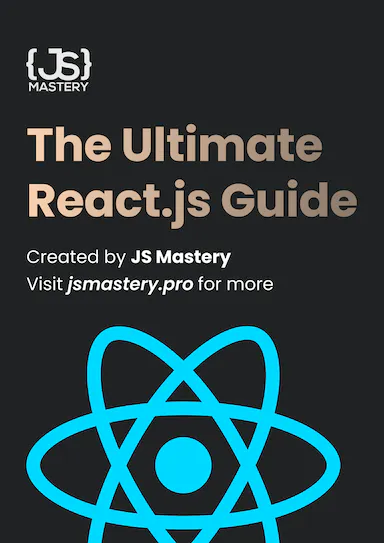 {JS}
MASTERY
The Ultimate
React.js Guide
Created by JS Mastery
Visit jsmastery.pro for more